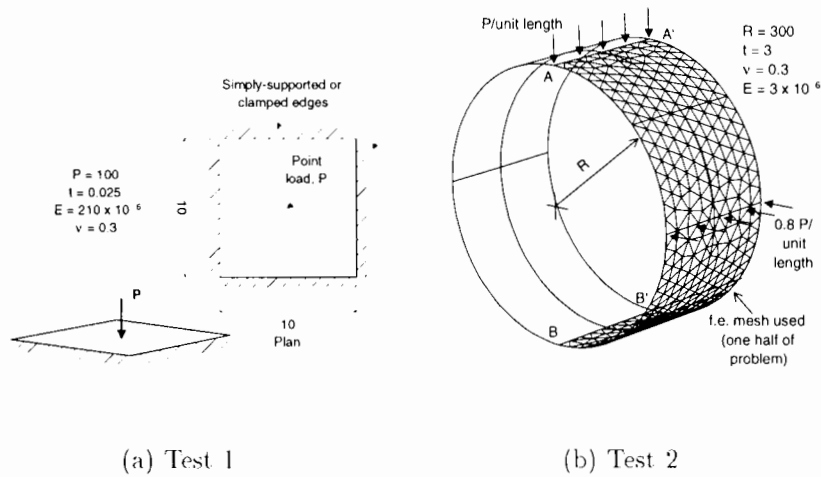 Simply-supported or
clamped edges
P = 100
t = 0.025
E = 210 x 10 6
ν = 0.3
Point
load, P
10
P
10
Plan
(a) Test 1
P/unit length
A
A'
R = 300
t = 3
ν = 0.3
E = 3 x 10 6
R
0.8 P/
unit
length
B'
B
f.e. mesh used
(one half of
problem)
(b) Test 2